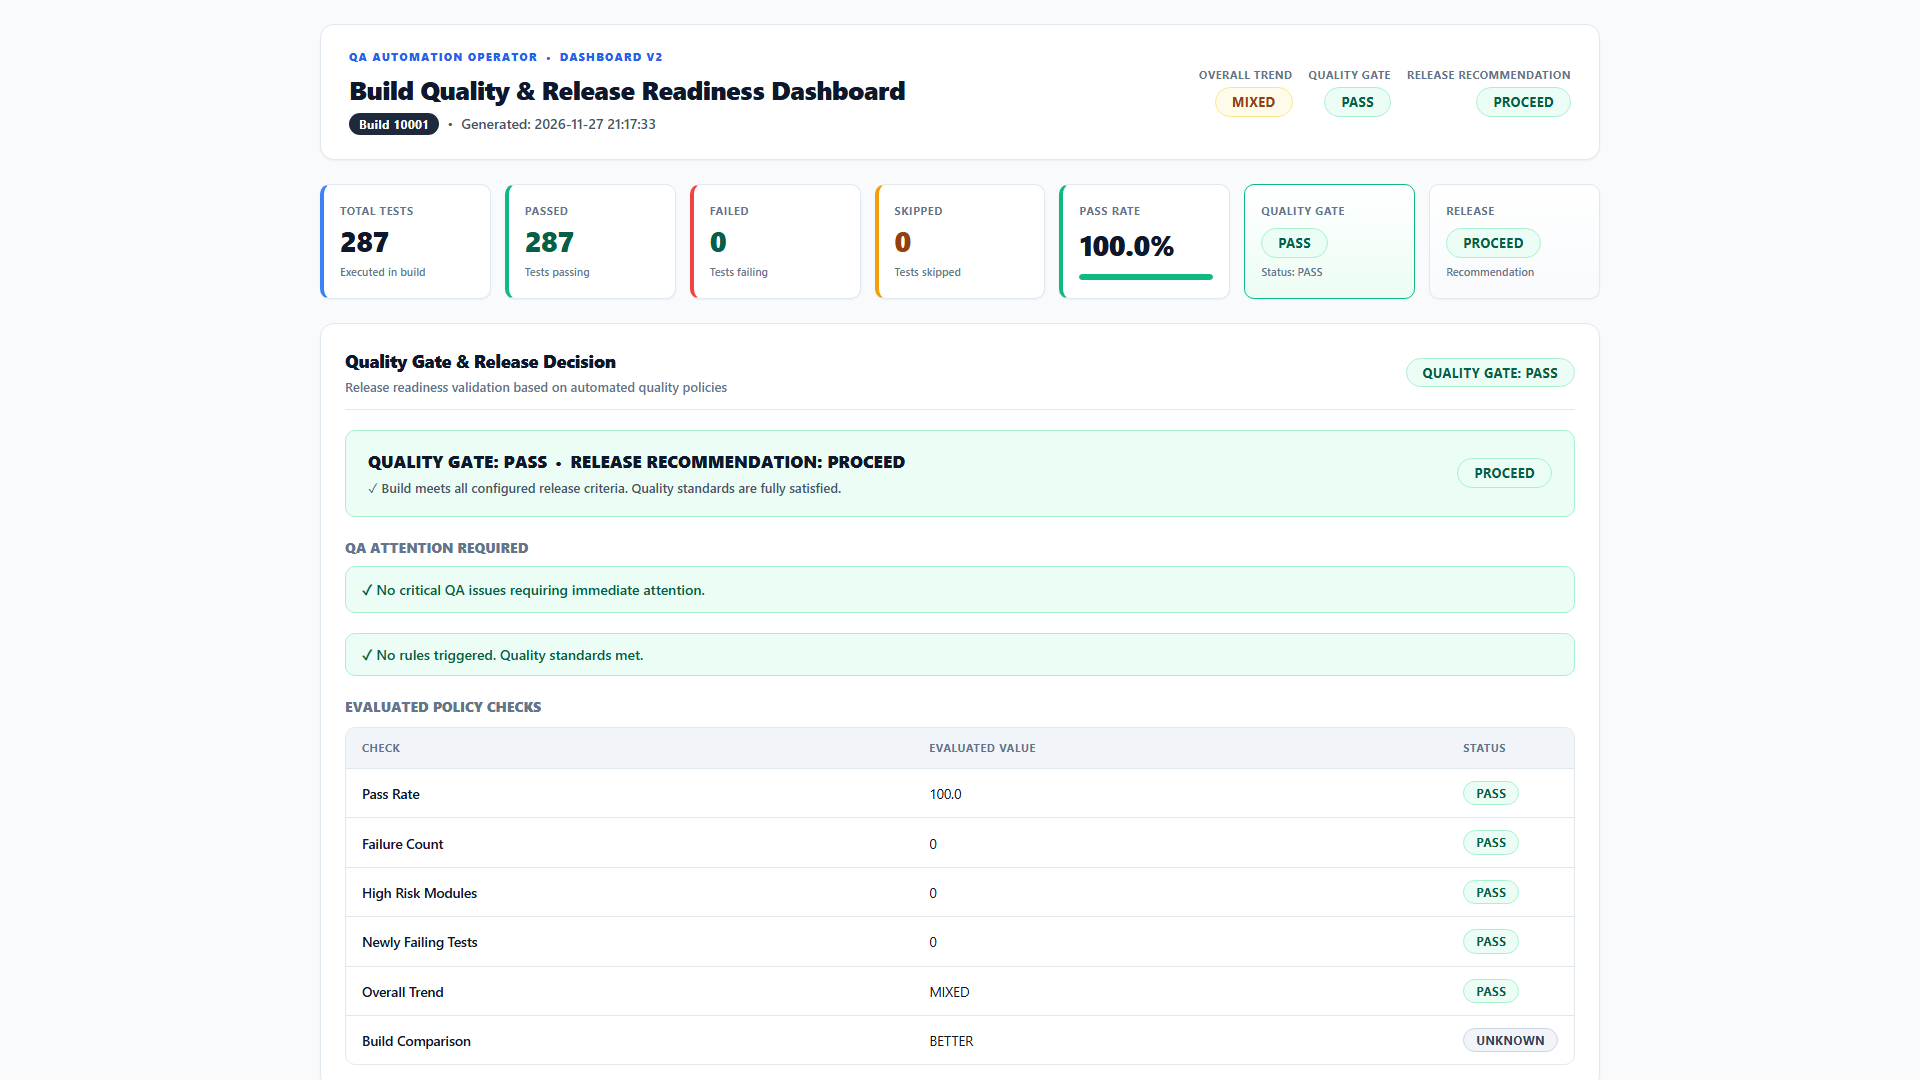 QA AUTOMATION OPERATOR • DASHBOARD V2
Build Quality & Release Readiness Dashboard
Build 10001 • Generated: 2026-11-27 21:17:33
OVERALL TREND
MIXED
QUALITY GATE
PASS
RELEASE RECOMMENDATION
PROCEED
TOTAL TESTS
287
Executed in build
PASSED
287
Tests passing
FAILED
0
Tests failing
SKIPPED
0
Tests skipped
PASS RATE
100.0%
QUALITY GATE
PASS
Status: PASS
RELEASE
PROCEED
Recommendation
Quality Gate & Release Decision
Release readiness validation based on automated quality policies
QUALITY GATE: PASS
QUALITY GATE: PASS • RELEASE RECOMMENDATION: PROCEED
✓ Build meets all configured release criteria. Quality standards are fully satisfied.
PROCEED
QA ATTENTION REQUIRED
✓ No critical QA issues requiring immediate attention.
✓ No rules triggered. Quality standards met.
EVALUATED POLICY CHECKS
CHECK EVALUATED VALUE STATUS
Pass Rate 100.0 PASS
Failure Count 0 PASS
High Risk Modules 0 PASS
Newly Failing Tests 0 PASS
Overall Trend MIXED PASS
Build Comparison BETTER UNKNOWN